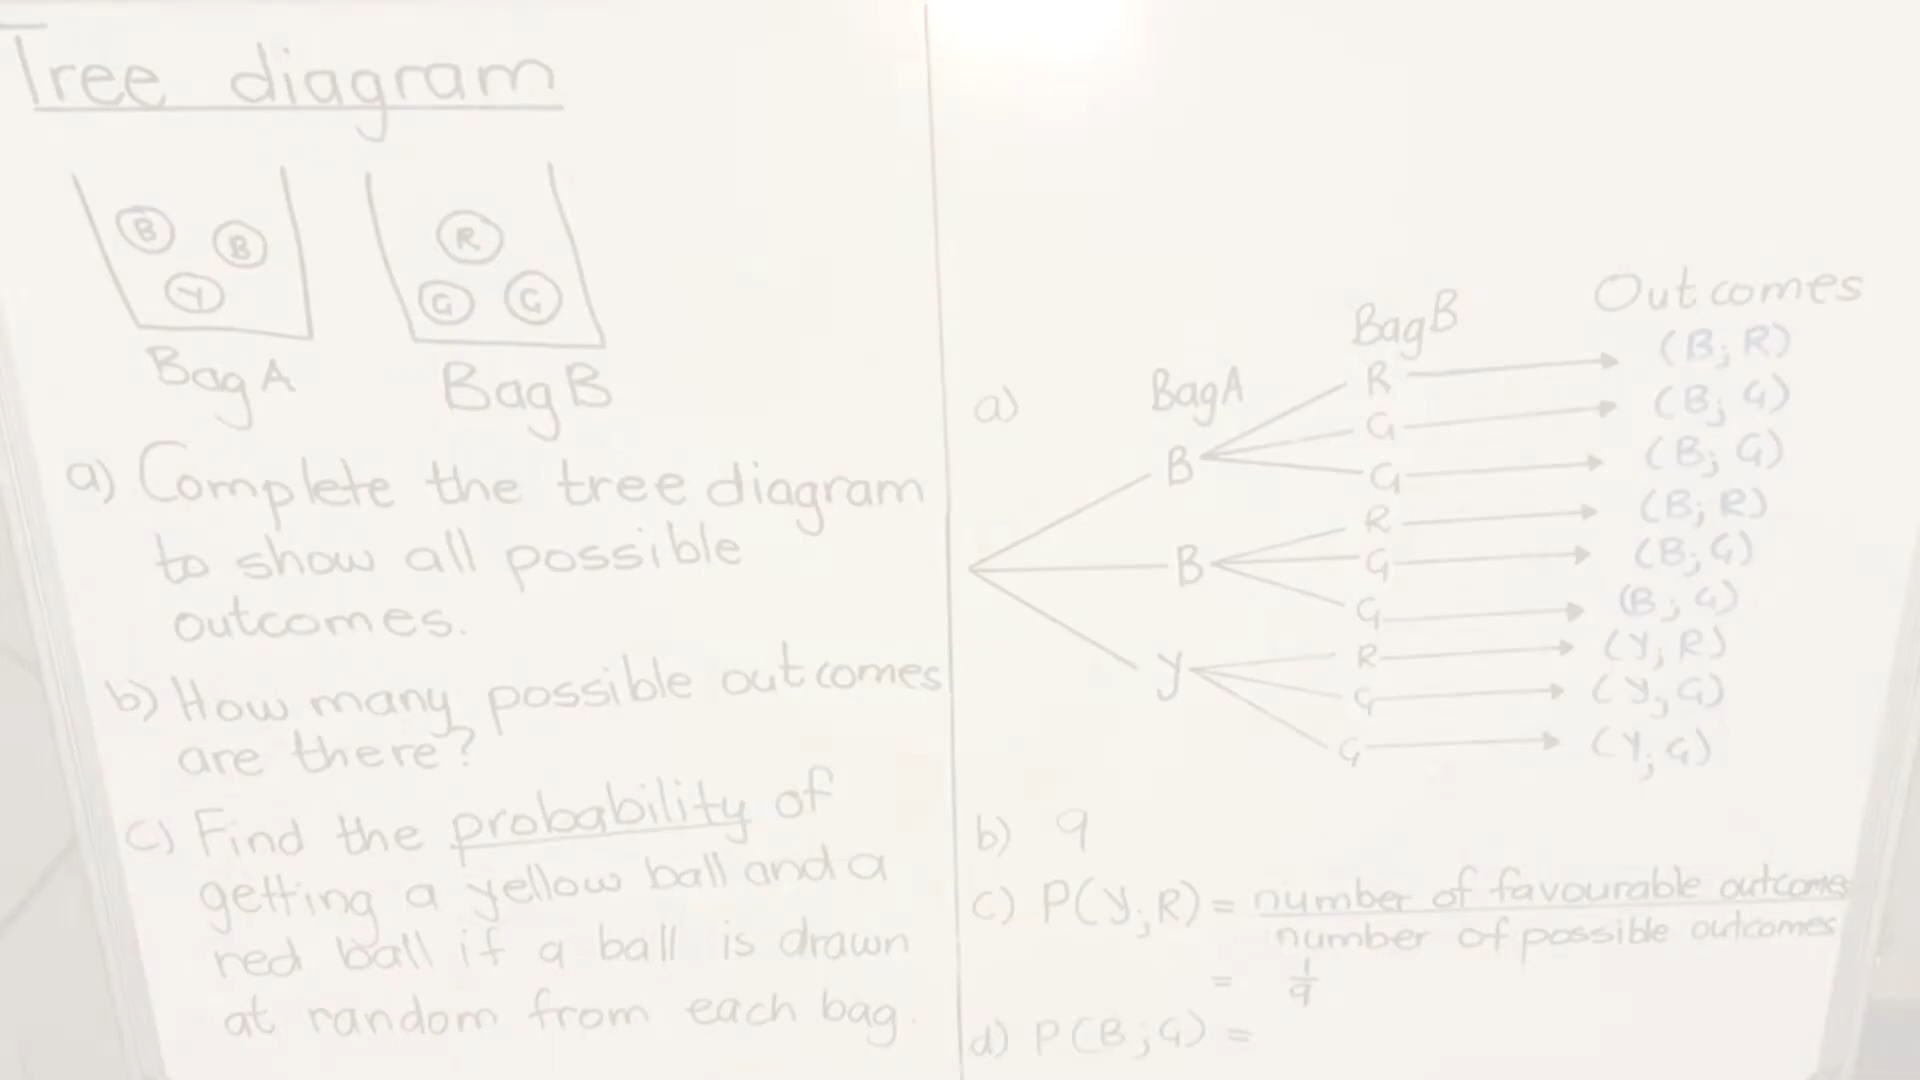 Tree diagram
B B Y
R G G
Bag A Bag B
a) Complete the tree diagram
to show all possible
outcomes.
b) How many possible outcomes
are there?
c) Find the probability of
getting a yellow ball and a
red ball if a ball is drawn
at random from each bag.
Outcomes
Bag B
Bag A
a)
B
R (B; R)
G (B; G)
G (B; G)
B
R (B; R)
G (B; G)
G (B; G)
Y
R (Y; R)
G (Y; G)
G (Y; G)
b) 9
c) P(Y; R) = number of favourable outcome
number of possible outcomes
= 1/9
d) P(B; G) =